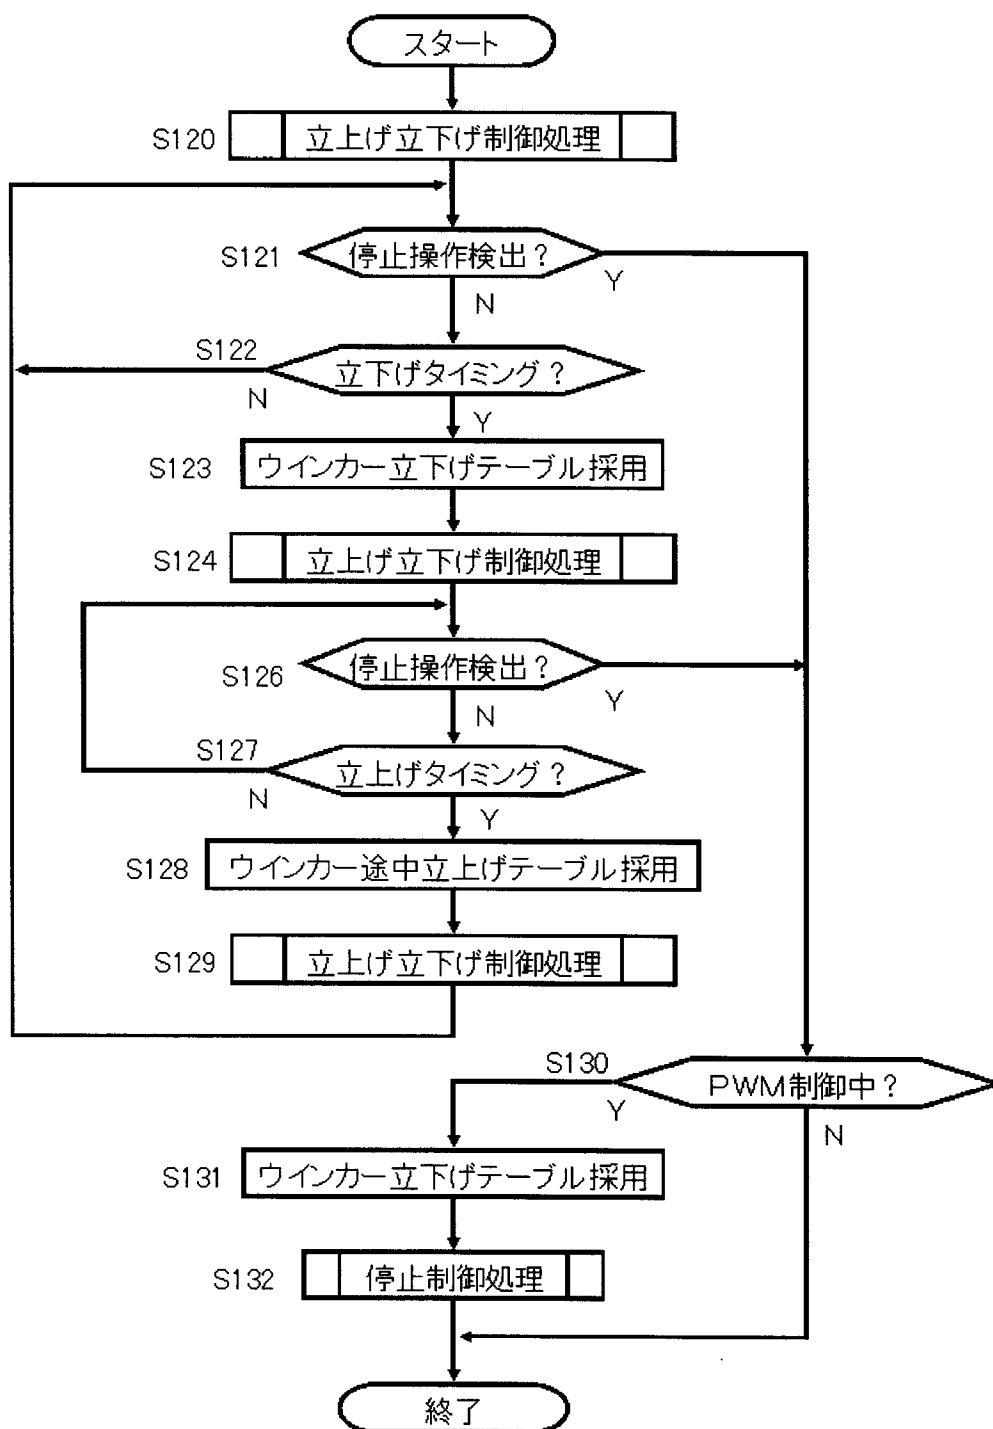 スタート
S120
立上げ立下げ制御処理
S121
停止操作検出？
Y
N
S122
立下げタイミング？
N
Y
S123
ウインカー立下げテーブル採用
S124
立上げ立下げ制御処理
S126
停止操作検出？
Y
N
S127
立上げタイミング？
N
Y
S128
ウインカー途中立上げテーブル採用
S129
立上げ立下げ制御処理
S130
PWM制御中？
Y
N
S131
ウインカー立下げテーブル採用
S132
停止制御処理
終了